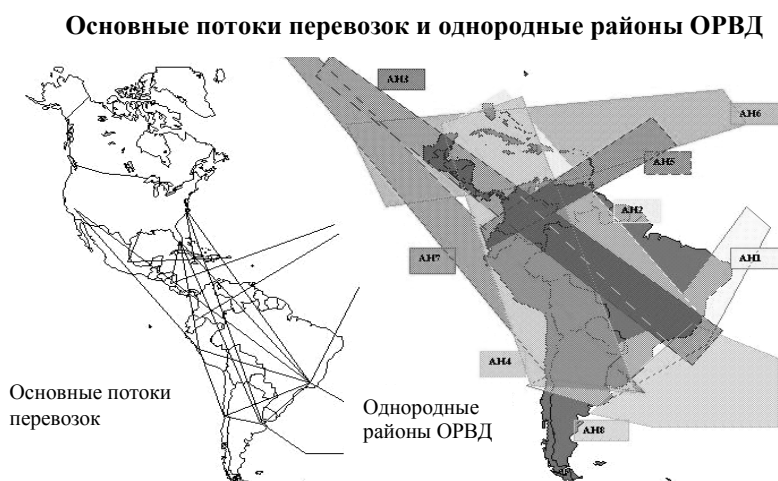 Основные потоки перевозок и однородные районы ОРВД
AH3
AH6
AH5
AH2
AH7
AH1
AH4
Основные потоки
перевозок
Однородные
районы ОРВД
AH8